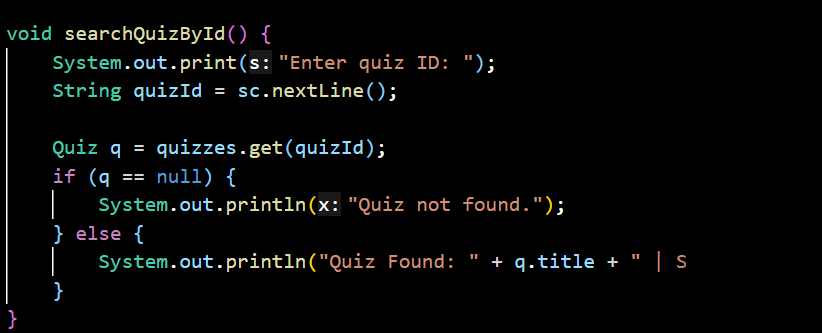 void searchQuizById() {
System.out.print(s: "Enter quiz ID: ");
String quizId = sc.nextLine();
Quiz q = quizzes.get(quizId);
if (q == null) {
System.out.println(x: "Quiz not found.");
} else {
System.out.println("Quiz Found: " + q.title + " | S
}
}